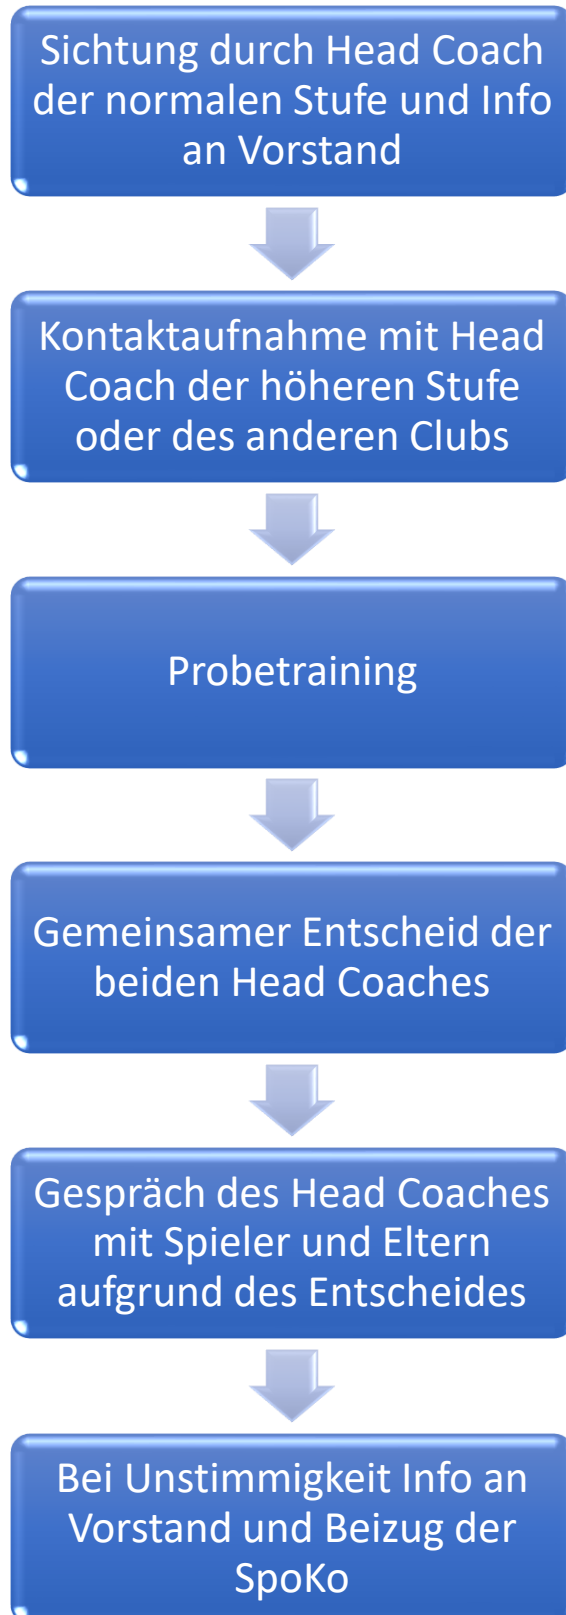 Sichtung durch Head Coach
der normalen Stufe und Info
an Vorstand
Kontaktaufnahme mit Head
Coach der höheren Stufe
oder des anderen Clubs
Probetraining
Gemeinsamer Entscheid der
beiden Head Coaches
Gespräch des Head Coaches
mit Spieler und Eltern
aufgrund des Entscheides
Bei Unstimmigkeit Info an
Vorstand und Beizug der
SpoKo